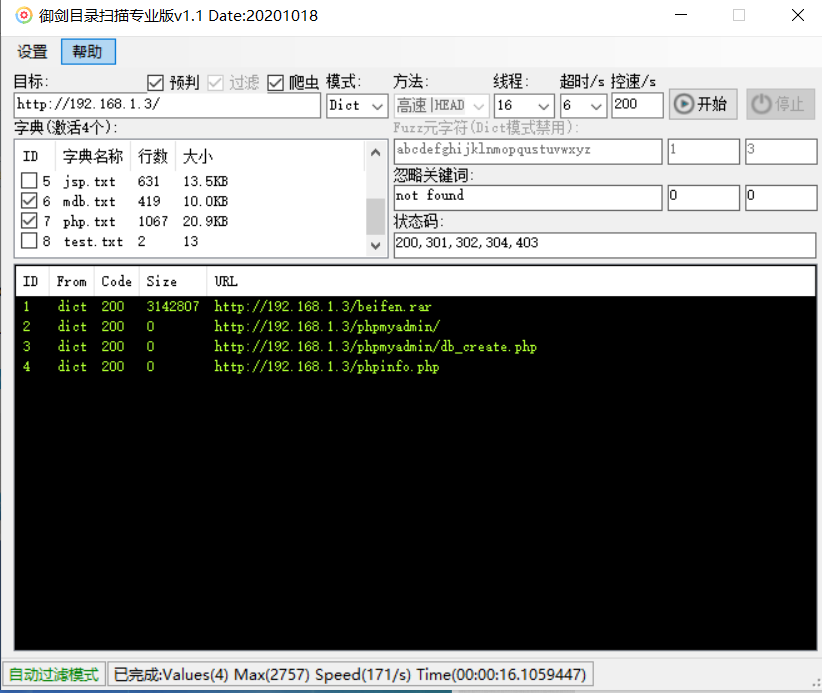 御剑目录扫描专业版v1.1 Date:20201018
设置 帮助
目标: 预判 过滤 爬虫 模式: 方法: 线程: 超时/s 控速/s
http://192.168.1.3/ Dict 高速|HEAD 16 6 200 开始 停止
字典(激活4个): Fuzz元字符(Dict模式禁用):
ID 字典名称 行数 大小 abcdefghijklnmopqustuvwxyz 1 3
5 jsp.txt 631 13.5KB 忽略关键词:
6 mdb.txt 419 10.0KB not found 0 0
7 php.txt 1067 20.9KB 状态码:
8 test.txt 2 13 200,301,302,304,403
ID From Code Size URL
1 dict 200 3142807 http://192.168.1.3/beifen.rar
2 dict 200 0 http://192.168.1.3/phpmyadmin/
3 dict 200 0 http://192.168.1.3/phpmyadmin/db_create.php
4 dict 200 0 http://192.168.1.3/phpinfo.php
自动过滤模式 已完成:Values(4) Max(2757) Speed(171/s) Time(00:00:16.1059447)